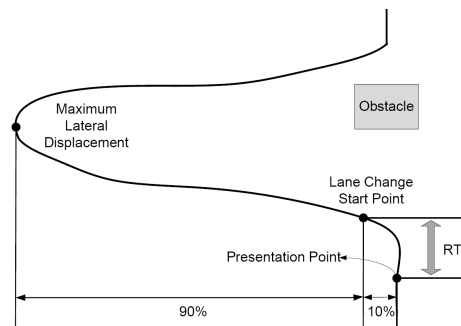 Maximum
Lateral
Displacement
Obstacle
Lane Change
Start Point
Presentation Point
RT
90%
10%